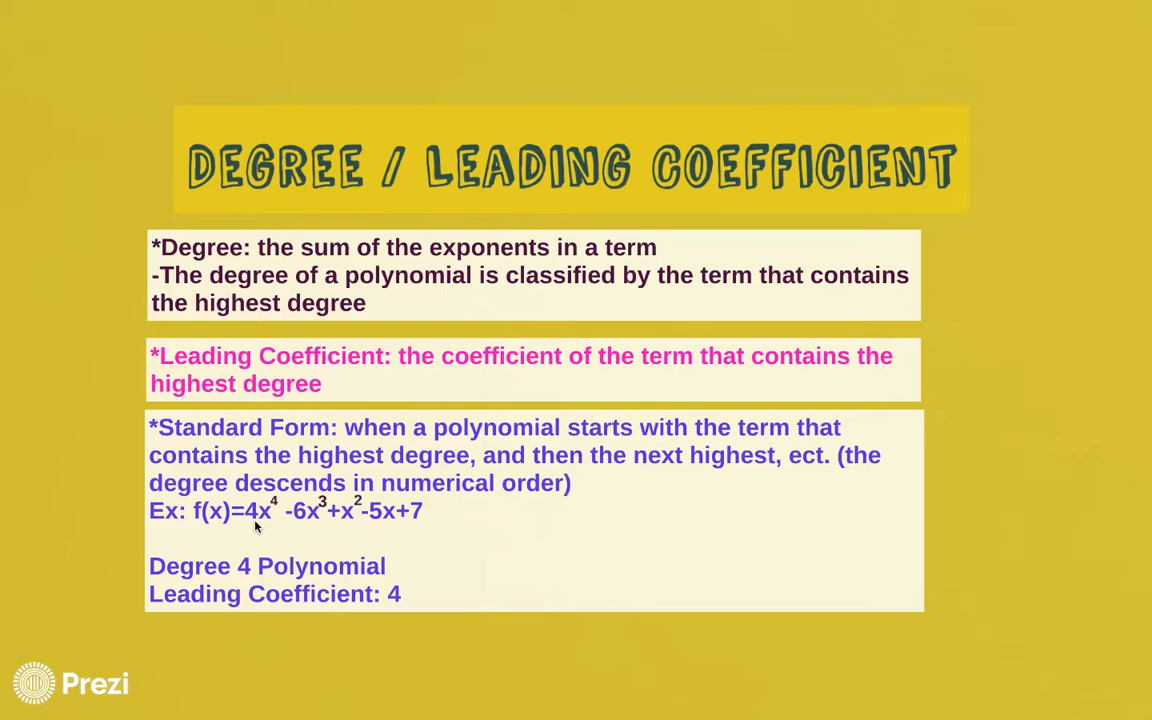 DEGREE / LEADING COEFFICIENT
*Degree: the sum of the exponents in a term
-The degree of a polynomial is classified by the term that contains
the highest degree
*Leading Coefficient: the coefficient of the term that contains the
highest degree
*Standard Form: when a polynomial starts with the term that
contains the highest degree, and then the next highest, ect. (the
degree descends in numerical order)
Ex: f(x)=4x⁴ -6x³+x²-5x+7
Degree 4 Polynomial
Leading Coefficient: 4
Prezi